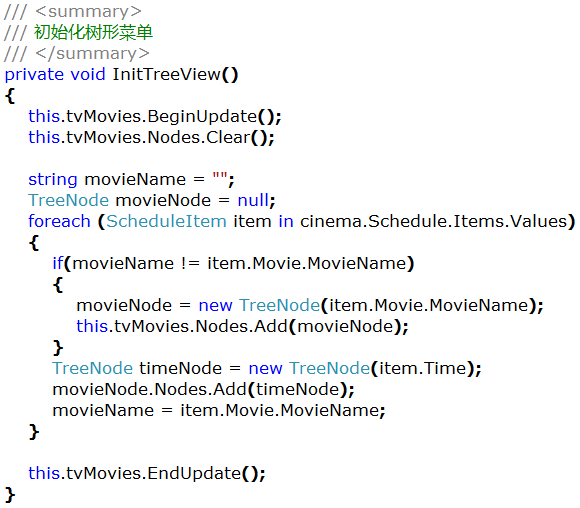 /// <summary>
/// 初始化树形菜单
/// </summary>
private void InitTreeView()
{
    this.tvMovies.BeginUpdate();
    this.tvMovies.Nodes.Clear();

    string movieName = "";
    TreeNode movieNode = null;
    foreach (ScheduleItem item in cinema.Schedule.Items.Values)
    {
        if(movieName != item.Movie.MovieName)
        {
            movieNode = new TreeNode(item.Movie.MovieName);
            this.tvMovies.Nodes.Add(movieNode);
        }
        TreeNode timeNode = new TreeNode(item.Time);
        movieNode.Nodes.Add(timeNode);
        movieName = item.Movie.MovieName;
    }

    this.tvMovies.EndUpdate();
}